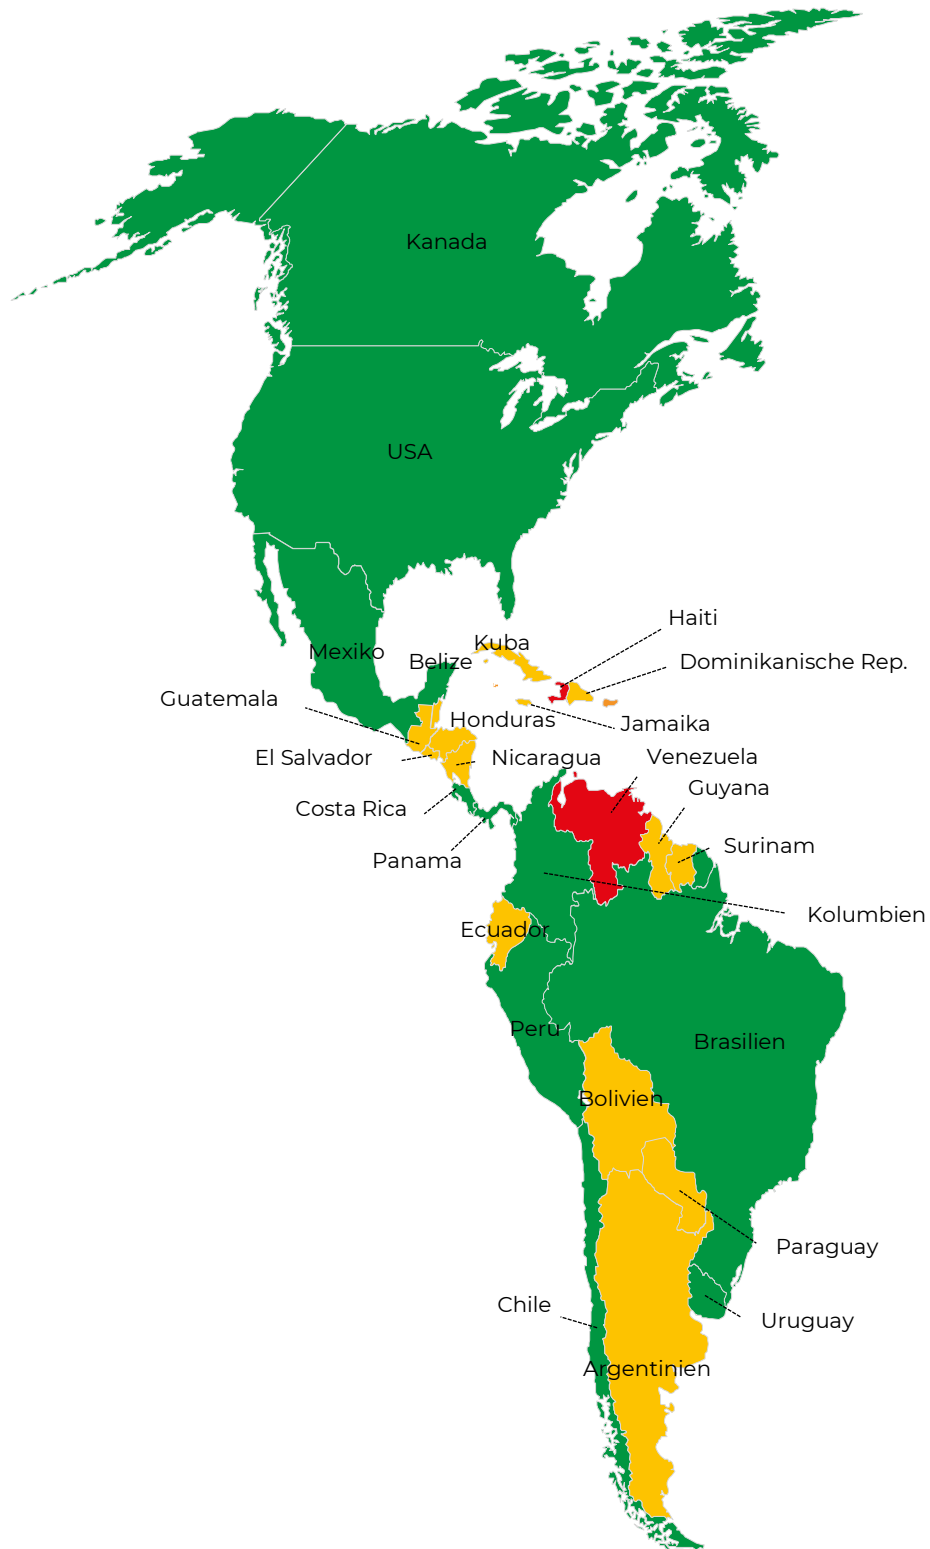 Kanada
USA
Haiti
Kuba
Mexiko
Belize
Dominikanische Rep.
Guatemala
Honduras
Jamaika
El Salvador
Nicaragua
Venezuela
Guyana
Costa Rica
Surinam
Panama
Kolumbien
Ecuador
Peru
Brasilien
Bolivien
Paraguay
Chile
Uruguay
Argentinien